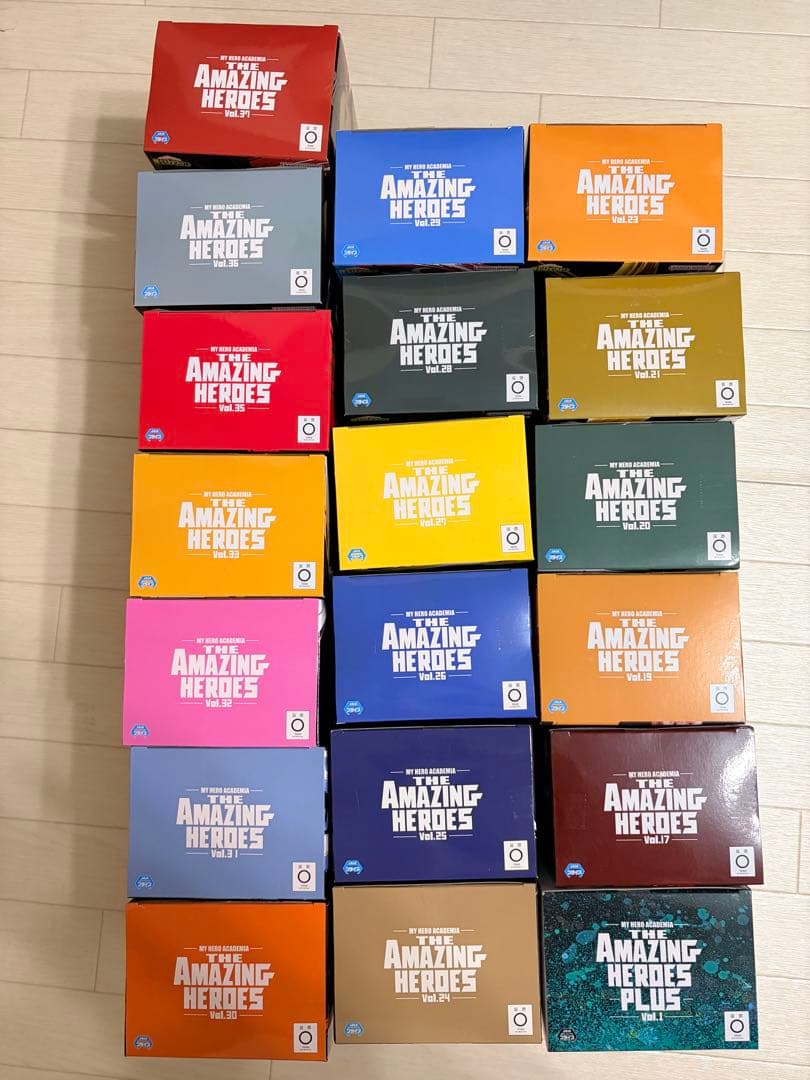 MY HERO ACADEMIA
THE
AMAZING
HEROES
Vol.37
MY HERO ACADEMIA
THE
AMAZING
HEROES
Vol.36
MY HERO ACADEMIA
THE
AMAZING
HEROES
Vol.35
MY HERO ACADEMIA
THE
AMAZING
HEROES
Vol.33
MY HERO ACADEMIA
THE
AMAZING
HEROES
Vol.32
MY HERO ACADEMIA
THE
AMAZING
HEROES
Vol.31
MY HERO ACADEMIA
THE
AMAZING
HEROES
Vol.30
MY HERO ACADEMIA
THE
AMAZING
HEROES
Vol.29
MY HERO ACADEMIA
THE
AMAZING
HEROES
Vol.28
MY HERO ACADEMIA
THE
AMAZING
HEROES
Vol.27
MY HERO ACADEMIA
THE
AMAZING
HEROES
Vol.26
MY HERO ACADEMIA
THE
AMAZING
HEROES
Vol.25
MY HERO ACADEMIA
THE
AMAZING
HEROES
Vol.24
MY HERO ACADEMIA
THE
AMAZING
HEROES
Vol.23
MY HERO ACADEMIA
THE
AMAZING
HEROES
Vol.21
MY HERO ACADEMIA
THE
AMAZING
HEROES
Vol.20
MY HERO ACADEMIA
THE
AMAZING
HEROES
Vol.19
MY HERO ACADEMIA
THE
AMAZING
HEROES
Vol.17
MY HERO ACADEMIA
THE
AMAZING
HEROES
PLUS
Vol.1